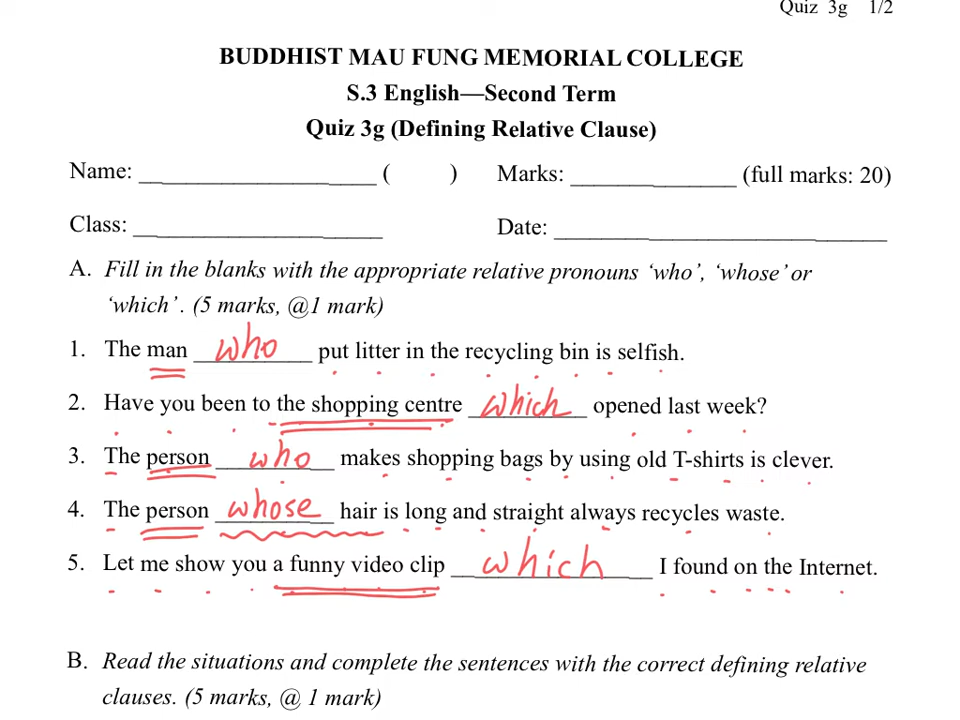 Quiz 3g 1/2
BUDDHIST MAU FUNG MEMORIAL COLLEGE
S.3 English—Second Term
Quiz 3g (Defining Relative Clause)
Name: ____________________ ( ) Marks: ______________ (full marks: 20)
Class: _____________________ Date: ____________________________
A. Fill in the blanks with the appropriate relative pronouns ‘who’, ‘whose’ or
‘which’. (5 marks, @1 mark)
1. The man who put litter in the recycling bin is selfish.
2. Have you been to the shopping centre which opened last week?
3. The person who makes shopping bags by using old T-shirts is clever.
4. The person whose hair is long and straight always recycles waste.
5. Let me show you a funny video clip which I found on the Internet.
B. Read the situations and complete the sentences with the correct defining relative
clauses. (5 marks, @ 1 mark)